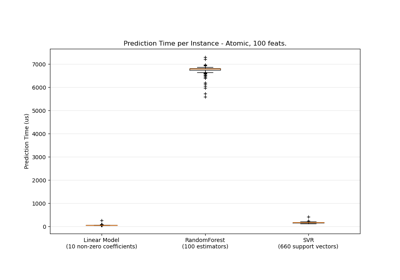 Prediction Time per Instance - Atomic, 100 feats.
Prediction Time (us)
7000
6000
5000
4000
3000
2000
1000
0
Linear Model
(10 non-zero coefficients)
RandomForest
(100 estimators)
SVR
(660 support vectors)